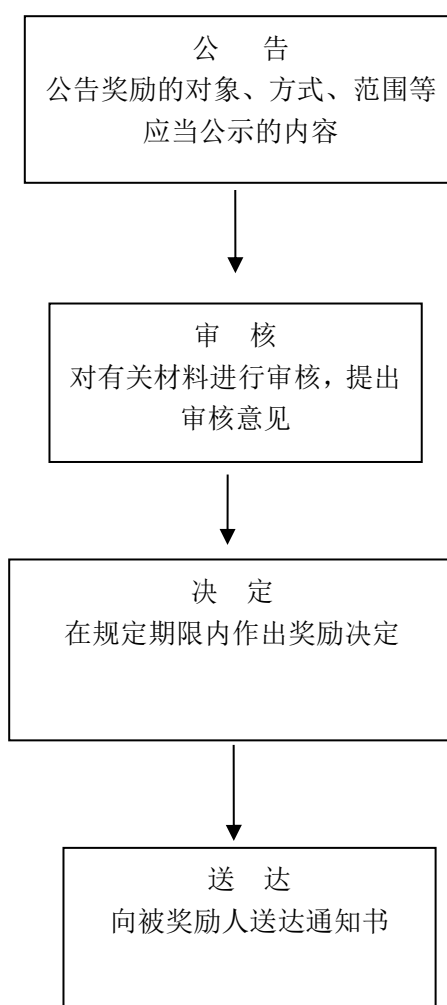 公 告
公告奖励的对象、方式、范围等
应当公示的内容
审 核
对有关材料进行审核，提出
审核意见
决 定
在规定期限内作出奖励决定
送 达
向被奖励人送达通知书